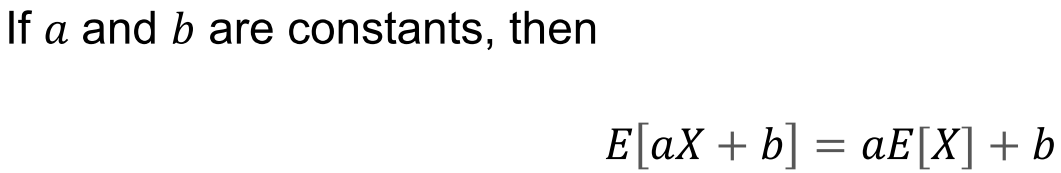 If a and b are constants, then
E[aX + b] = aE[X] + b